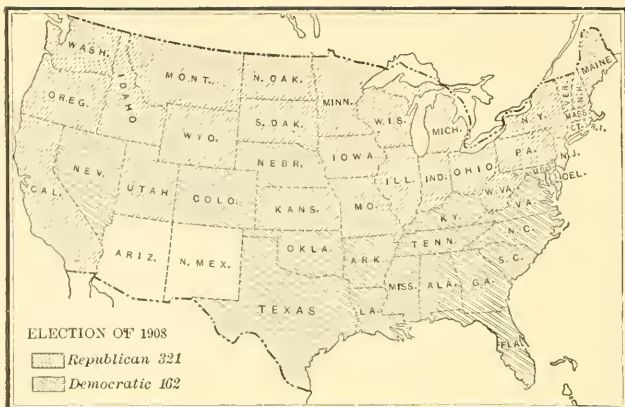 WASH.
MONT.
N. DAK.
MINN.
MAINE
OREG.
IDAHO
S. DAK.
WIS.
MICH.
N.Y.
VER.
N.H.
MASS.
CT.
R.I.
WYO.
NEBR.
IOWA
PA.
N.J.
NEV.
UTAH
COLO.
ILL.
IND.
OHIO
DEL.
CAL.
KANS.
MO.
W.VA.
VA.
KY.
N.C.
ARIZ.
N.MEX.
OKLA.
ARK.
TENN.
S.C.
TEXAS
LA.
MISS.
ALA.
GA.
FLA.
ELECTION OF 1908
Republican 321
Democratic 162